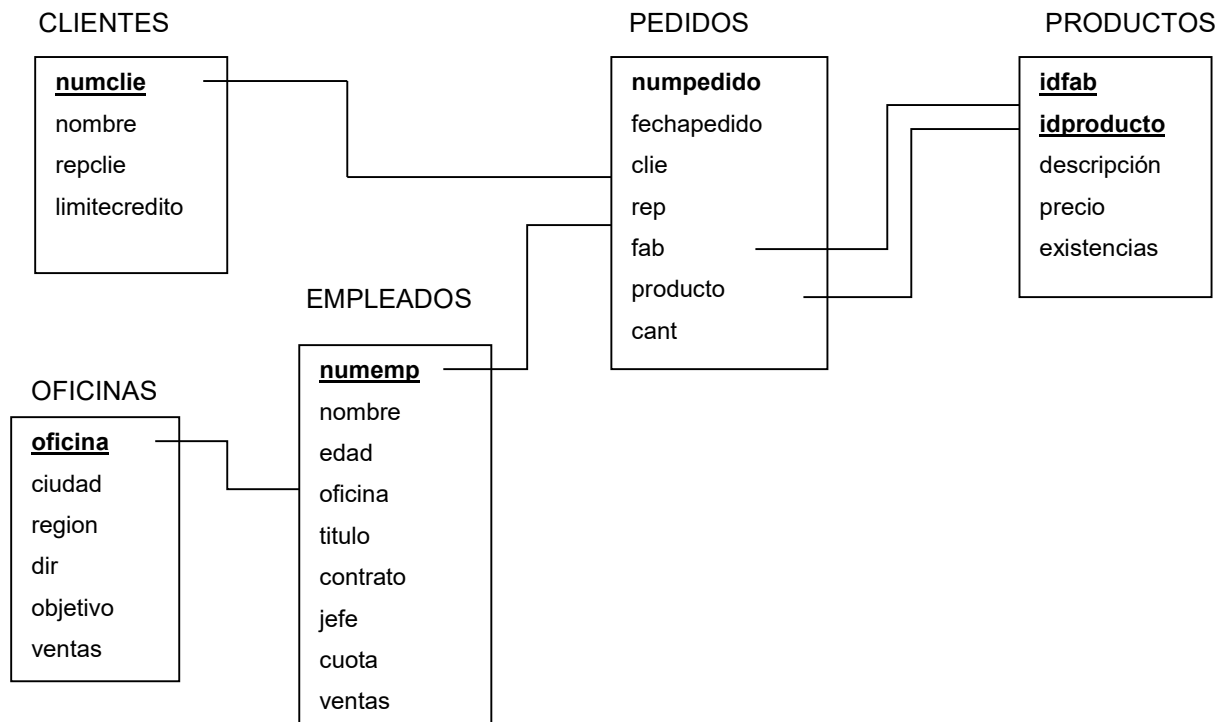 CLIENTES
numclie
nombre
repclie
limitecredito
PEDIDOS
numpedido
fechapedido
clie
rep
fab
producto
cant
PRODUCTOS
idfab
idproducto
descripción
precio
existencias
EMPLEADOS
numemp
nombre
edad
oficina
titulo
contrato
jefe
cuota
ventas
OFICINAS
oficina
ciudad
region
dir
objetivo
ventas